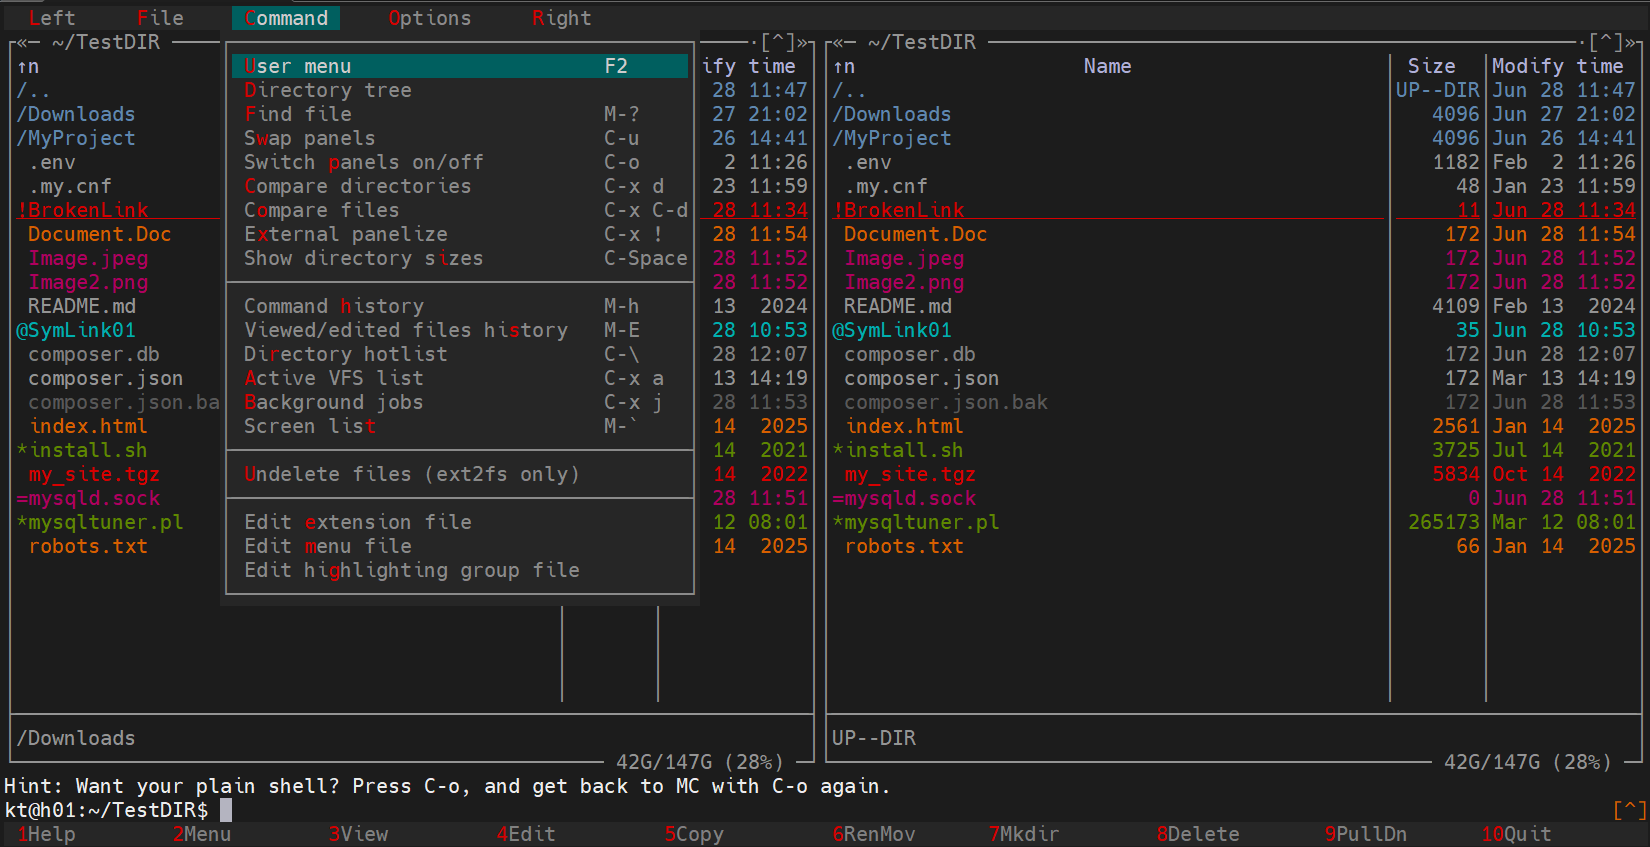 Left File Command Options Right
«─ ~/TestDIR ·[^]» «─ ~/TestDIR ·[^]»
↑n User menu F2 ify time ↑n Name Size Modify time
/.. Directory tree 28 11:47 /.. UP--DIR Jun 28 11:47
/Downloads Find file M-? 27 21:02 /Downloads 4096 Jun 27 21:02
/MyProject Swap panels C-u 26 14:41 /MyProject 4096 Jun 26 14:41
.env Switch panels on/off C-o 2 11:26 .env 1182 Feb 2 11:26
.my.cnf Compare directories C-x d 23 11:59 .my.cnf 48 Jan 23 11:59
!BrokenLink Compare files C-x C-d 28 11:34 !BrokenLink 11 Jun 28 11:34
Document.Doc External panelize C-x ! 28 11:54 Document.Doc 172 Jun 28 11:54
Image.jpeg Show directory sizes C-Space 28 11:52 Image.jpeg 172 Jun 28 11:52
Image2.png 28 11:52 Image2.png 172 Jun 28 11:52
README.md Command history M-h 13 2024 README.md 4109 Feb 13 2024
@SymLink01 Viewed/edited files history M-E 28 10:53 @SymLink01 35 Jun 28 10:53
composer.db Directory hotlist C-\ 28 12:07 composer.db 172 Jun 28 12:07
composer.json Active VFS list C-x a 13 14:19 composer.json 172 Mar 13 14:19
composer.json.ba Background jobs C-x j 28 11:53 composer.json.bak 172 Jun 28 11:53
index.html Screen list M-` 14 2025 index.html 2561 Jan 14 2025
*install.sh 14 2021 *install.sh 3725 Jul 14 2021
my_site.tgz Undelete files (ext2fs only) 14 2022 my_site.tgz 5834 Oct 14 2022
=mysqld.sock 28 11:51 =mysqld.sock 0 Jun 28 11:51
*mysqltuner.pl Edit extension file 12 08:01 *mysqltuner.pl 265173 Mar 12 08:01
robots.txt Edit menu file 14 2025 robots.txt 66 Jan 14 2025
Edit highlighting group file
/Downloads UP--DIR
42G/147G (28%) 42G/147G (28%)
Hint: Want your plain shell? Press C-o, and get back to MC with C-o again.
kt@h01:~/TestDIR$ [^]
1Help 2Menu 3View 4Edit 5Copy 6RenMov 7Mkdir 8Delete 9PullDn 10Quit